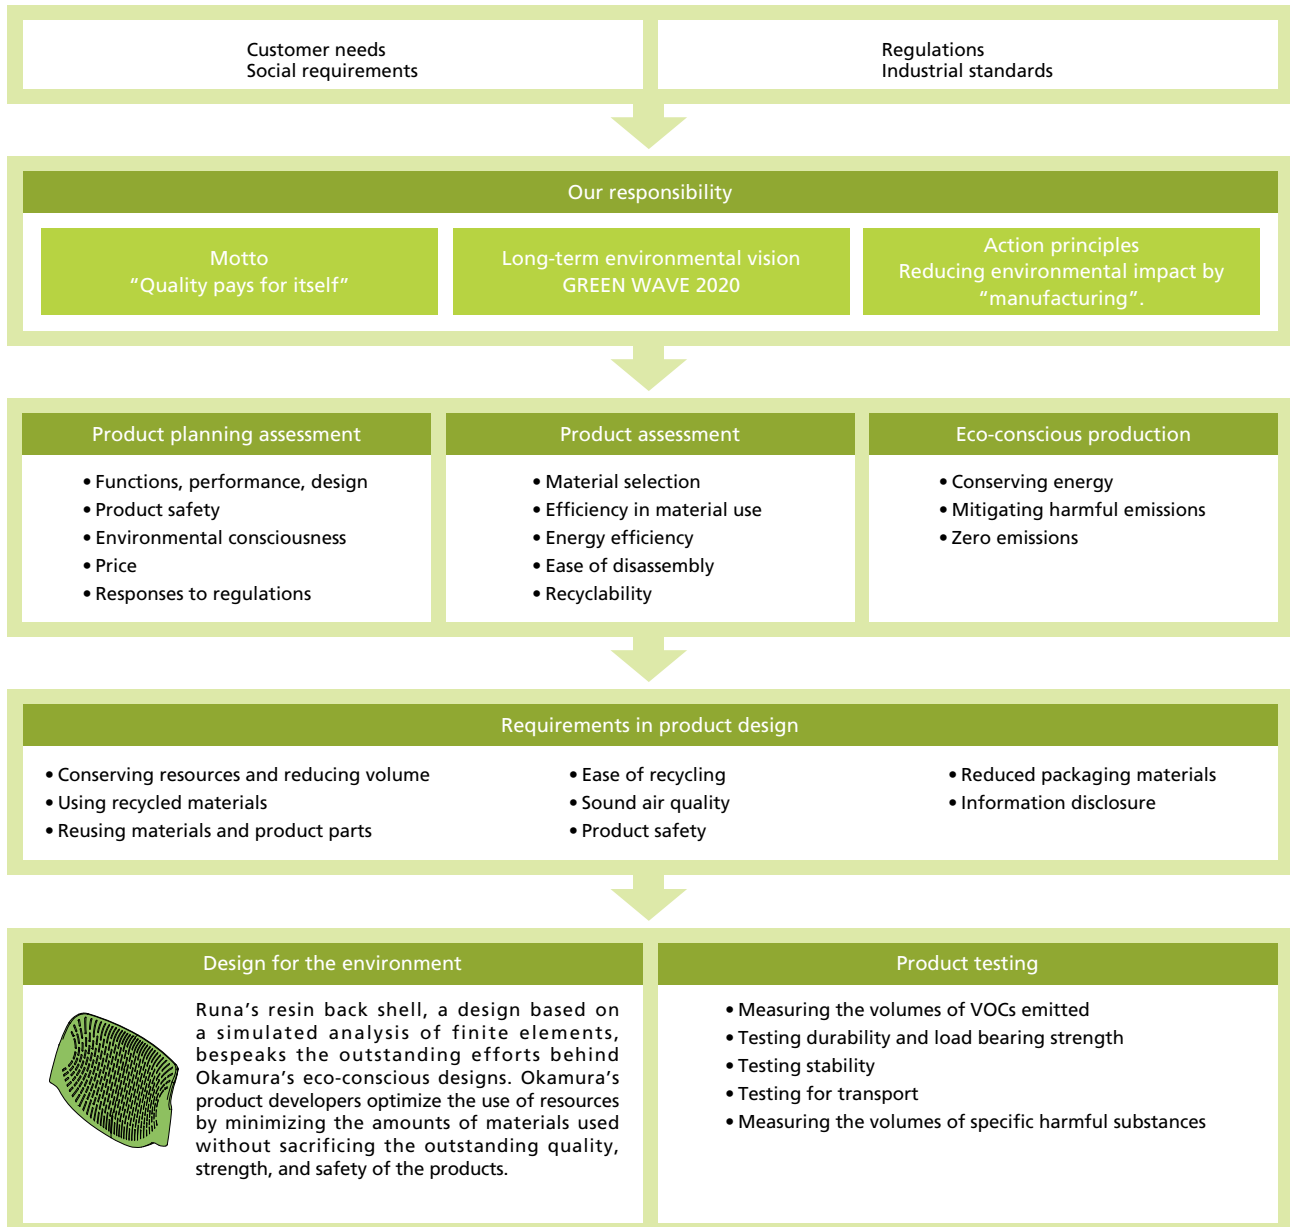 Customer needs
Social requirements
Regulations
Industrial standards
Our responsibility
Motto
“Quality pays for itself”
Long-term environmental vision
GREEN WAVE 2020
Action principles
Reducing environmental impact by
“manufacturing”.
Product planning assessment
• Functions, performance, design
• Product safety
• Environmental consciousness
• Price
• Responses to regulations
Product assessment
• Material selection
• Efficiency in material use
• Energy efficiency
• Ease of disassembly
• Recyclability
Eco-conscious production
• Conserving energy
• Mitigating harmful emissions
• Zero emissions
Requirements in product design
• Conserving resources and reducing volume
• Using recycled materials
• Reusing materials and product parts
• Ease of recycling
• Sound air quality
• Product safety
• Reduced packaging materials
• Information disclosure
Design for the environment
Runa’s resin back shell, a design based on
a simulated analysis of finite elements,
bespeaks the outstanding efforts behind
Okamura’s eco-conscious designs. Okamura’s
product developers optimize the use of resources
by minimizing the amounts of materials used
without sacrificing the outstanding quality,
strength, and safety of the products.
Product testing
• Measuring the volumes of VOCs emitted
• Testing durability and load bearing strength
• Testing stability
• Testing for transport
• Measuring the volumes of specific harmful substances